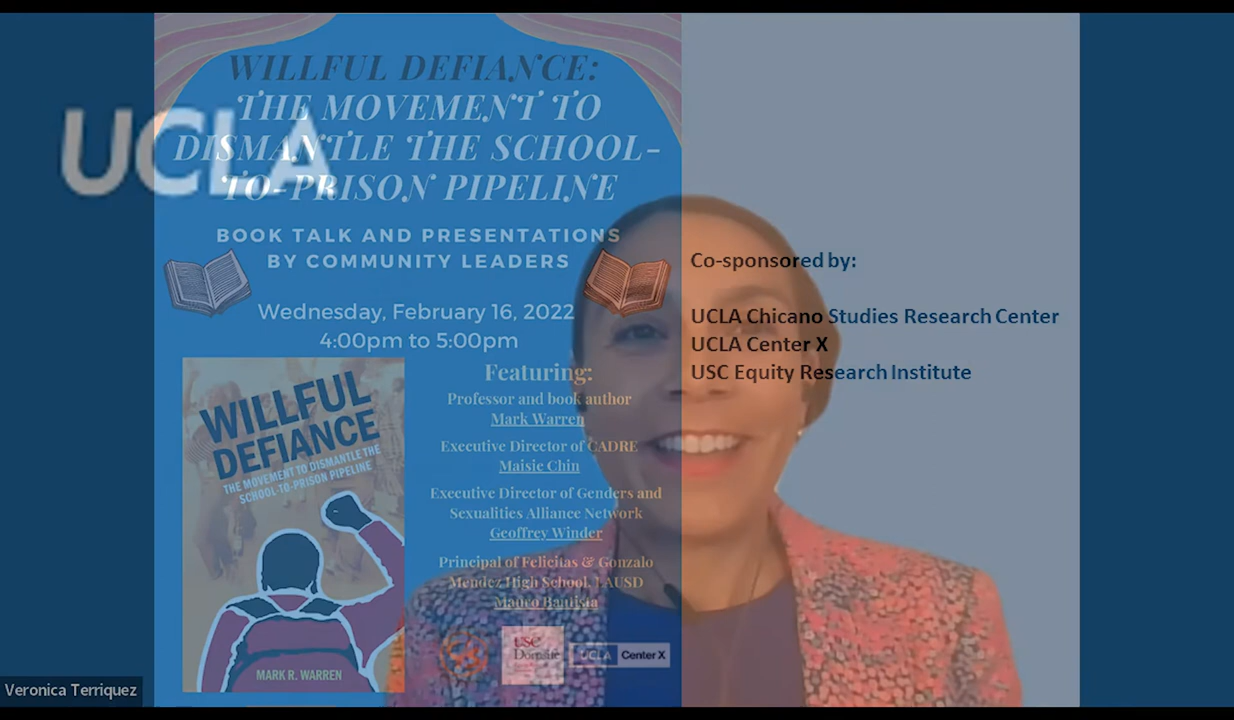 UCLA
WILLFUL DEFIANCE:
THE MOVEMENT TO
DISMANTLE THE SCHOOL-
TO-PRISON PIPELINE
BOOK TALK AND PRESENTATIONS
BY COMMUNITY LEADERS
Wednesday, February 16, 2022
4:00pm to 5:00pm
Featuring:
Professor and book author
Mark Warren
Executive Director of CADRE
Maisie Chin
Executive Director of Genders and
Sexualities Alliance Network
Geoffrey Winder
Principal of Felicitas & Gonzalo
Mendez High School, LAUSD
Mauro Bautista
WILLFUL
DEFIANCE
THE MOVEMENT TO DISMANTLE THE
SCHOOL-TO-PRISON PIPELINE
MARK R. WARREN
USC
Dornsife
UCLA Center X
Co-sponsored by:
UCLA Chicano Studies Research Center
UCLA Center X
USC Equity Research Institute
Veronica Terriquez